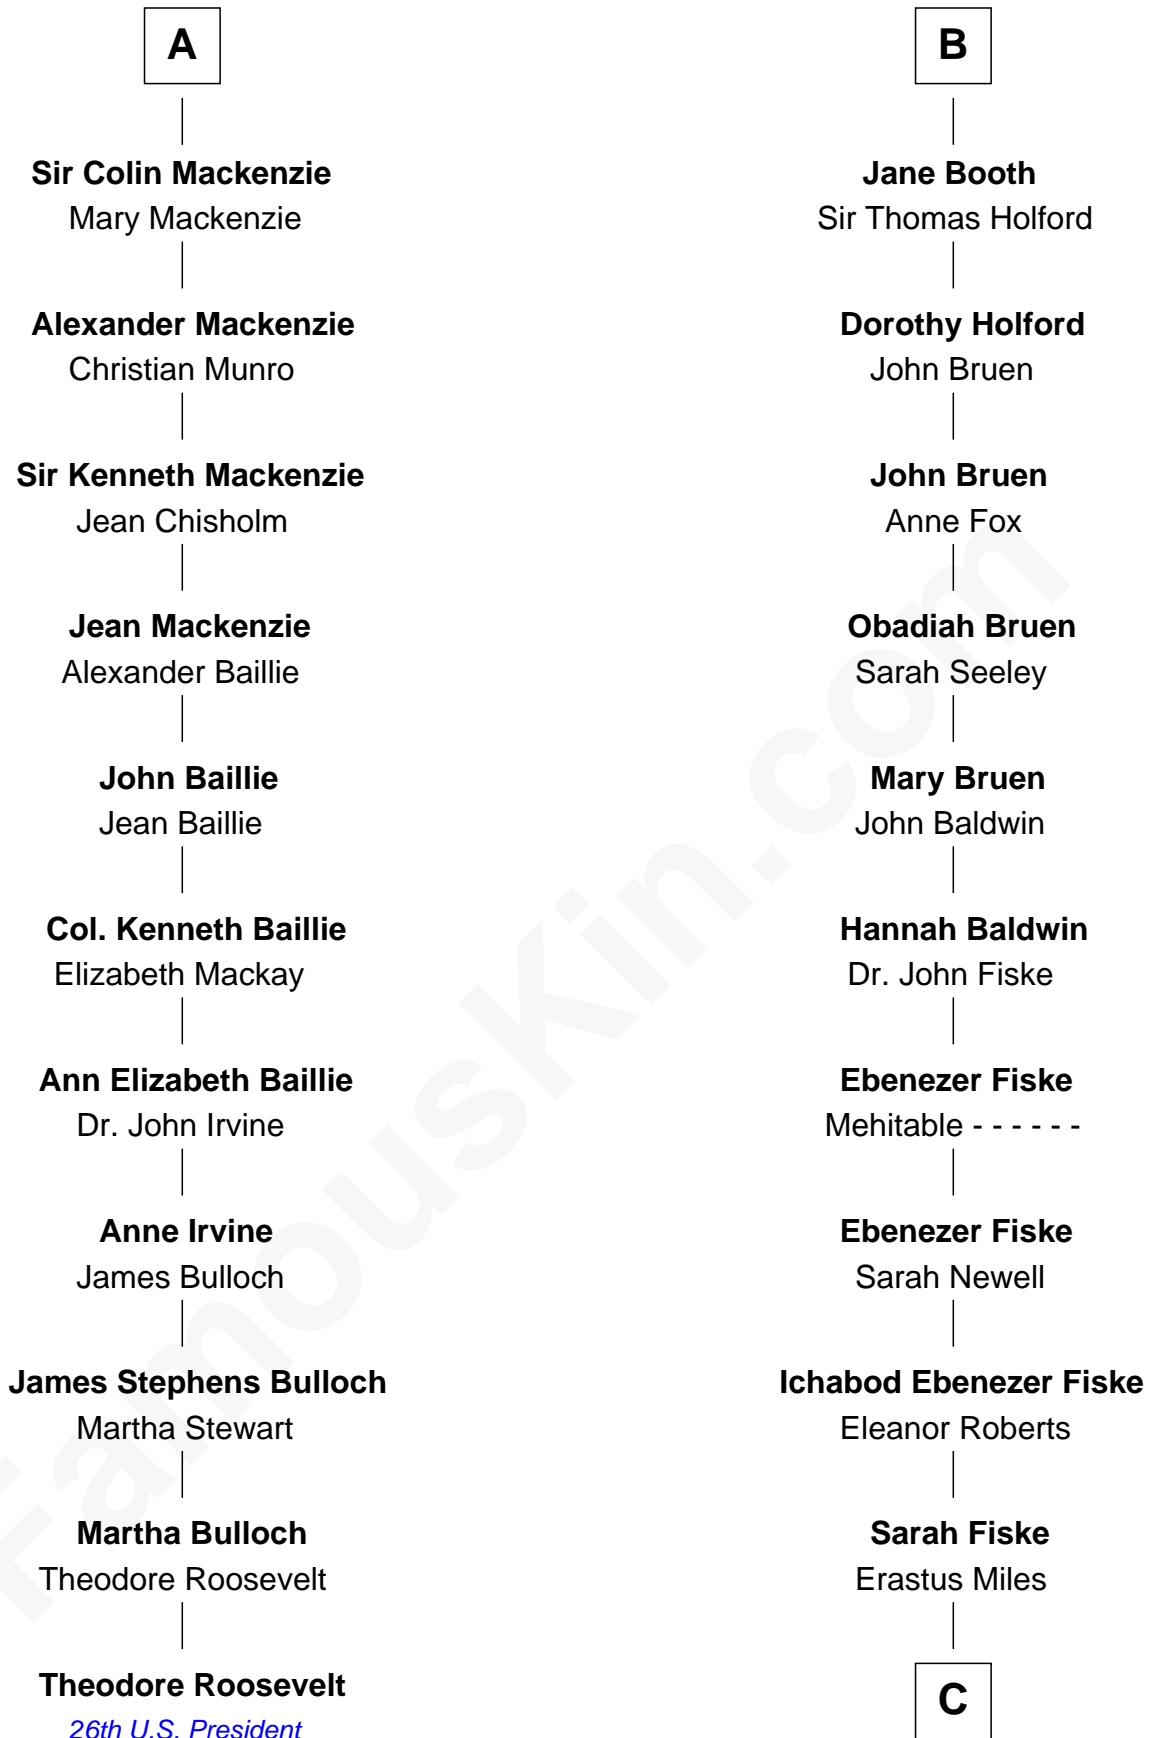 A
Sir Colin Mackenzie
Mary Mackenzie
Alexander Mackenzie
Christian Munro
Sir Kenneth Mackenzie
Jean Chisholm
Jean Mackenzie
Alexander Baillie
John Baillie
Jean Baillie
Col. Kenneth Baillie
Elizabeth Mackay
Ann Elizabeth Baillie
Dr. John Irvine
Anne Irvine
James Bulloch
James Stephens Bulloch
Martha Stewart
Martha Bulloch
Theodore Roosevelt
Theodore Roosevelt
26th U.S. President
B
Jane Booth
Sir Thomas Holford
Dorothy Holford
John Bruen
John Bruen
Anne Fox
Obadiah Bruen
Sarah Seeley
Mary Bruen
John Baldwin
Hannah Baldwin
Dr. John Fiske
Ebenezer Fiske
Mehitable - - - - - -
Ebenezer Fiske
Sarah Newell
Ichabod Ebenezer Fiske
Eleanor Roberts
Sarah Fiske
Erastus Miles
C
FamousKin.com